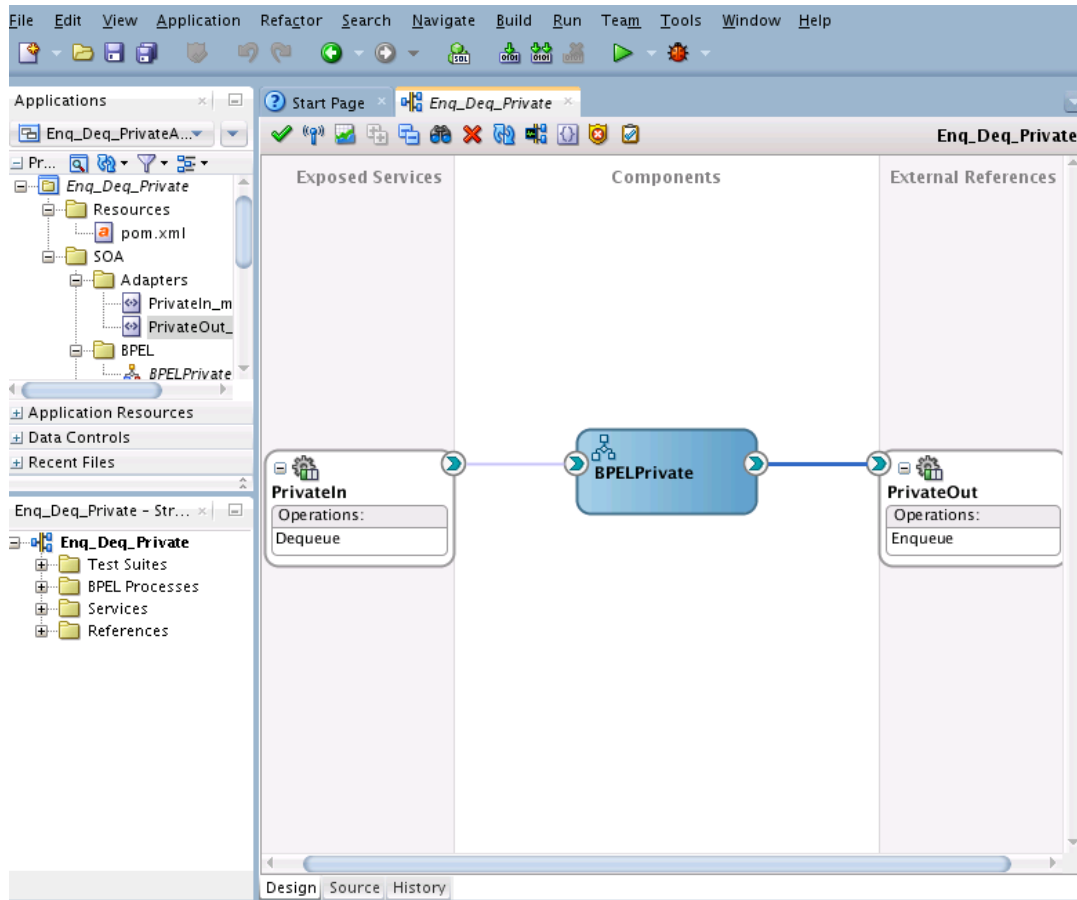 File Edit View Application Refactor Search Navigate Build Run Team Tools Window Help
Applications
Enq_Deq_PrivateA...
Pr...
Enq_Deq_Private
Resources
pom.xml
SOA
Adapters
PrivateIn_m
PrivateOut_
BPEL
BPELPrivate
Application Resources
Data Controls
Recent Files
Enq_Deq_Private - Str...
Enq_Deq_Private
Test Suites
BPEL Processes
Services
References
Start Page Enq_Deq_Private
Enq_Deq_Private
Exposed Services Components External References
PrivateIn
Operations:
Dequeue
BPELPrivate
PrivateOut
Operations:
Enqueue
Design Source History